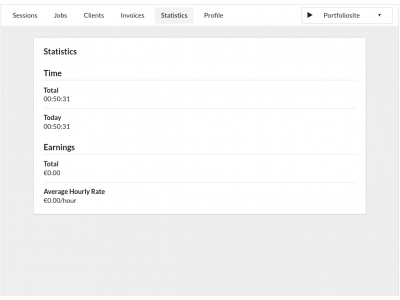 Sessions Jobs Clients Invoices Statistics Profile Portfoliosite
Statistics
Time
Total
00:50:31
Today
00:50:31
Earnings
Total
€0.00
Average Hourly Rate
€0.00/hour